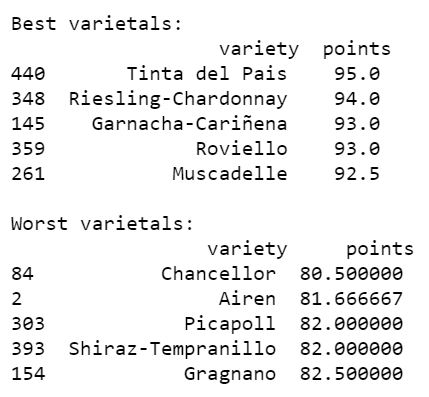 Best varietals:
variety points
440 Tinta del Pais 95.0
348 Riesling-Chardonnay 94.0
145 Garnacha-Cariñena 93.0
359 Roviello 93.0
261 Muscadelle 92.5
Worst varietals:
variety points
84 Chancellor 80.500000
2 Airen 81.666667
303 Picapoll 82.000000
393 Shiraz-Tempranillo 82.000000
154 Gragnano 82.500000